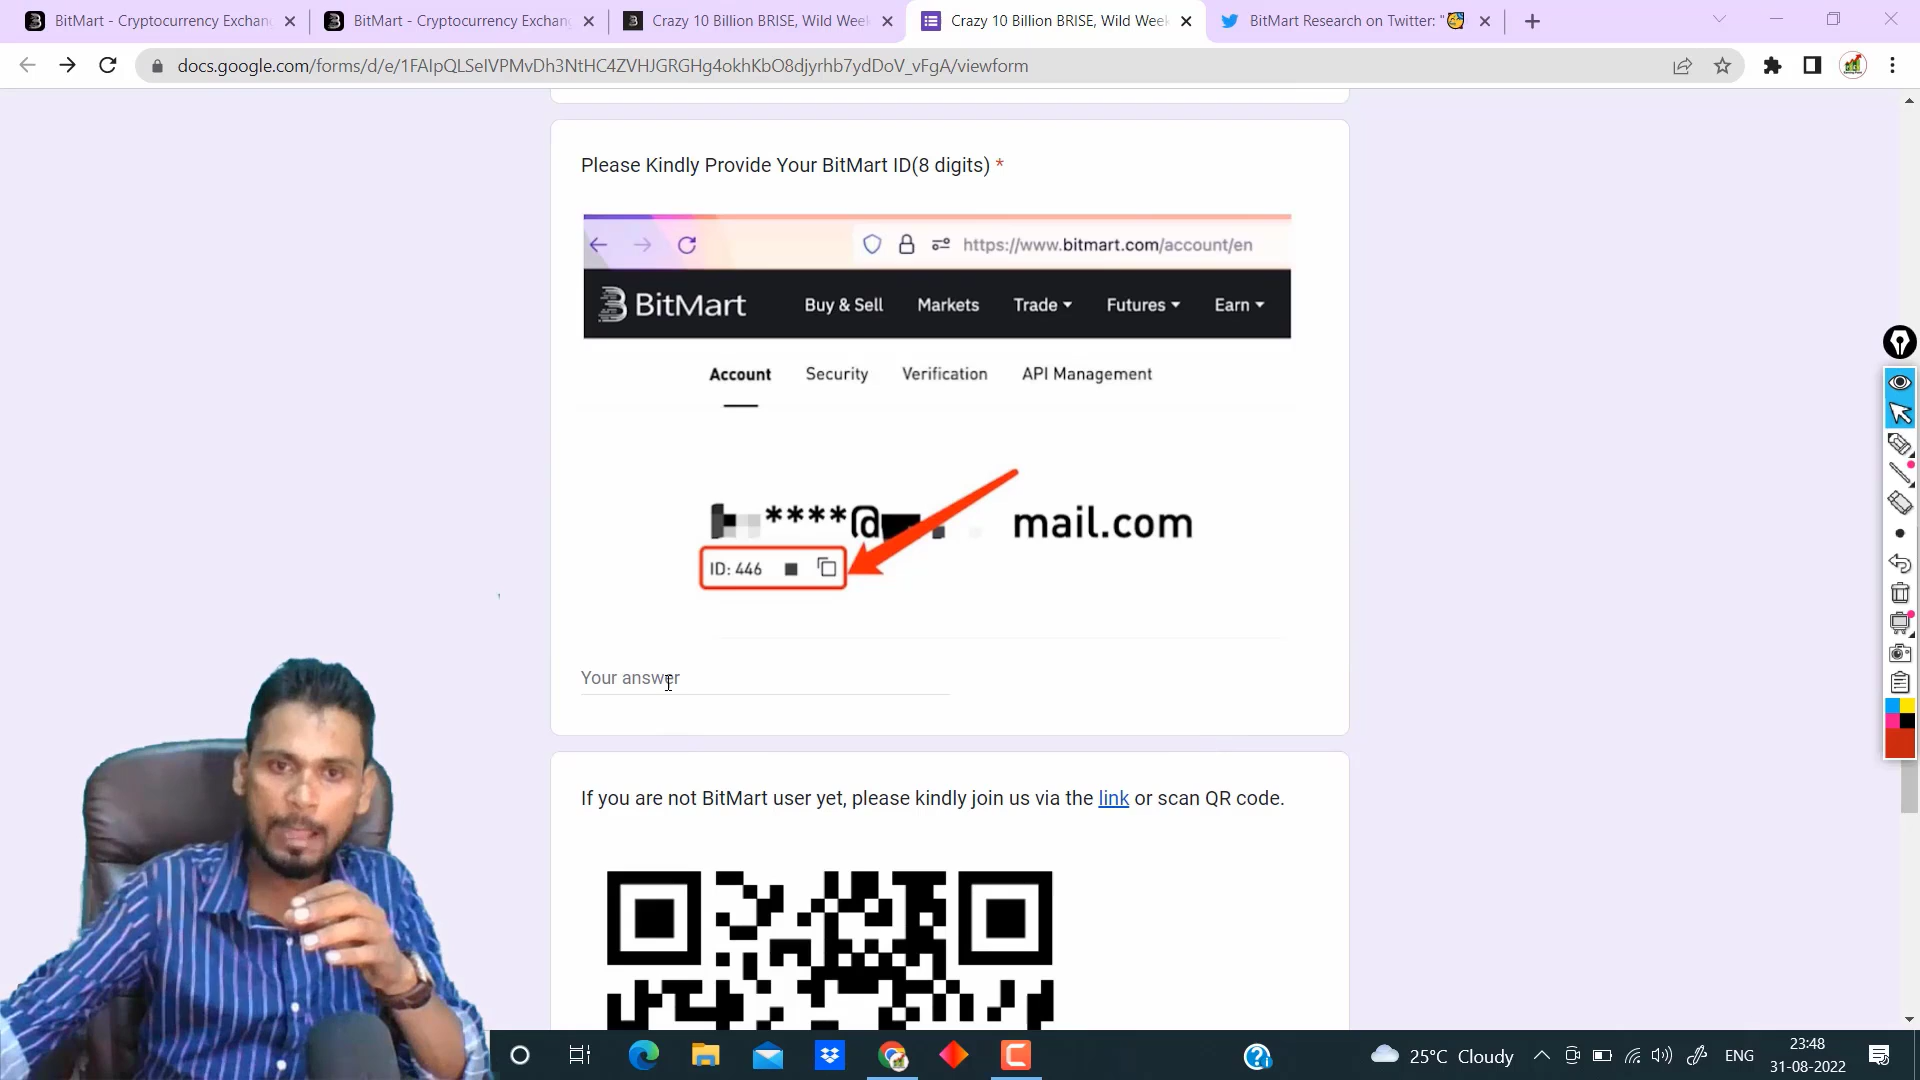 BitMart - Cryptocurrency Exchan
BitMart - Cryptocurrency Exchan
Crazy 10 Billion BRISE, Wild Week
Crazy 10 Billion BRISE, Wild Week
BitMart Research on Twitter: "🥳
docs.google.com/forms/d/e/1FAIpQLSeIVPMvDh3NtHC4ZVHJGRGHg4okhKbO8djyrhb7ydDoV_vFgA/viewform
Please Kindly Provide Your BitMart ID(8 digits) *
https://www.bitmart.com/account/en
BitMart Buy & Sell Markets Trade Futures Earn
Account Security Verification API Management
****@ mail.com
ID: 446
Your answer
If you are not BitMart user yet, please kindly join us via the link or scan QR code.
25°C Cloudy
ENG
23:48
31-08-2022